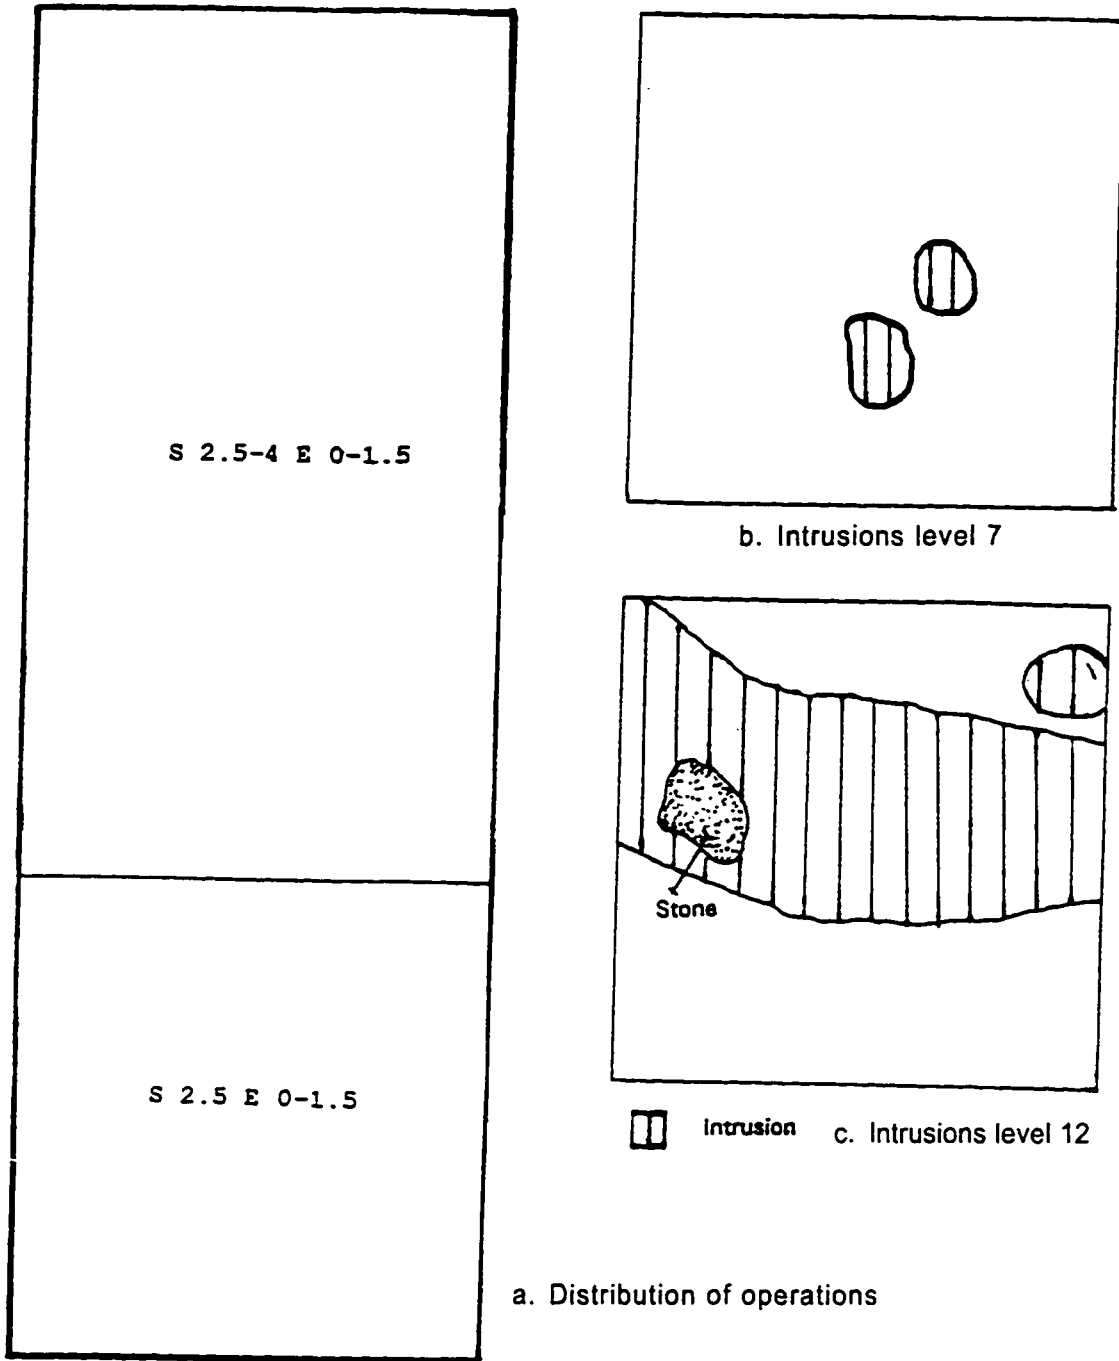 S 2.5-4 E 0-1.5
S 2.5 E 0-1.5
a. Distribution of operations
b. Intrusions level 7
Stone
Intrusion
c. Intrusions level 12